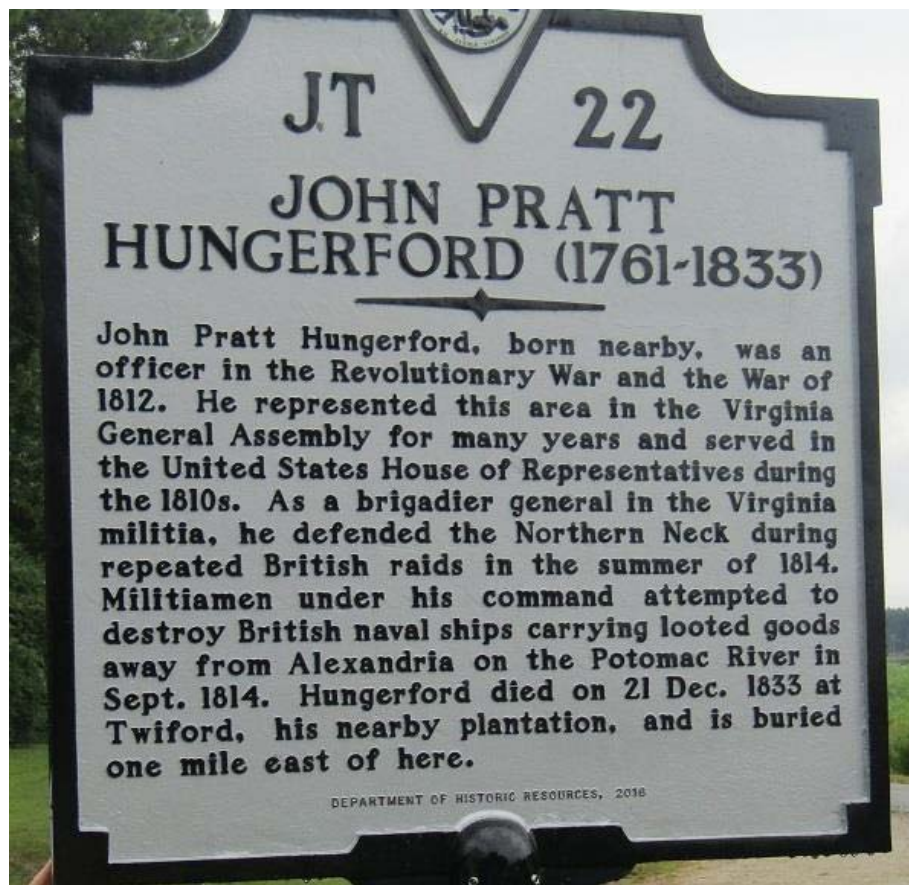 JT 22
JOHN PRATT
HUNGERFORD (1761-1833)
John Pratt Hungerford, born nearby, was an
officer in the Revolutionary War and the War of
1812. He represented this area in the Virginia
General Assembly for many years and served in
the United States House of Representatives during
the 1810s. As a brigadier general in the Virginia
militia, he defended the Northern Neck during
repeated British raids in the summer of 1814.
Militiamen under his command attempted to
destroy British naval ships carrying looted goods
away from Alexandria on the Potomac River in
Sept. 1814. Hungerford died on 21 Dec. 1833 at
Twiford, his nearby plantation, and is buried
one mile east of here.
DEPARTMENT OF HISTORIC RESOURCES, 2016